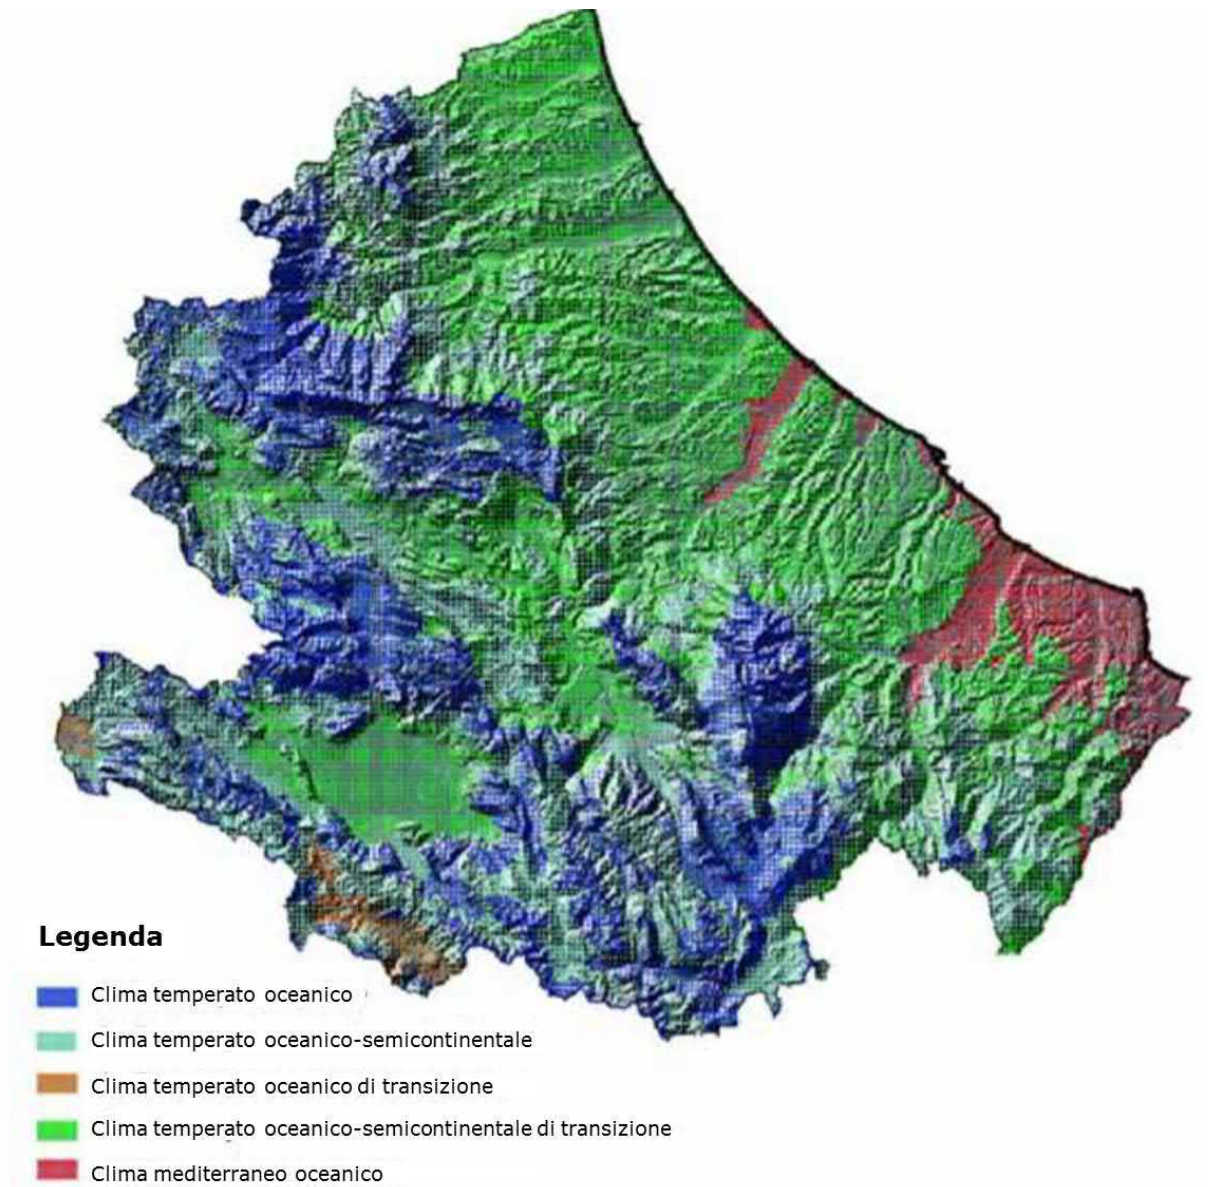 Legenda
Clima temperato oceanico
Clima temperato oceanico-semicontinentale
Clima temperato oceanico di transizione
Clima temperato oceanico-semicontinentale di transizione
Clima mediterraneo oceanico